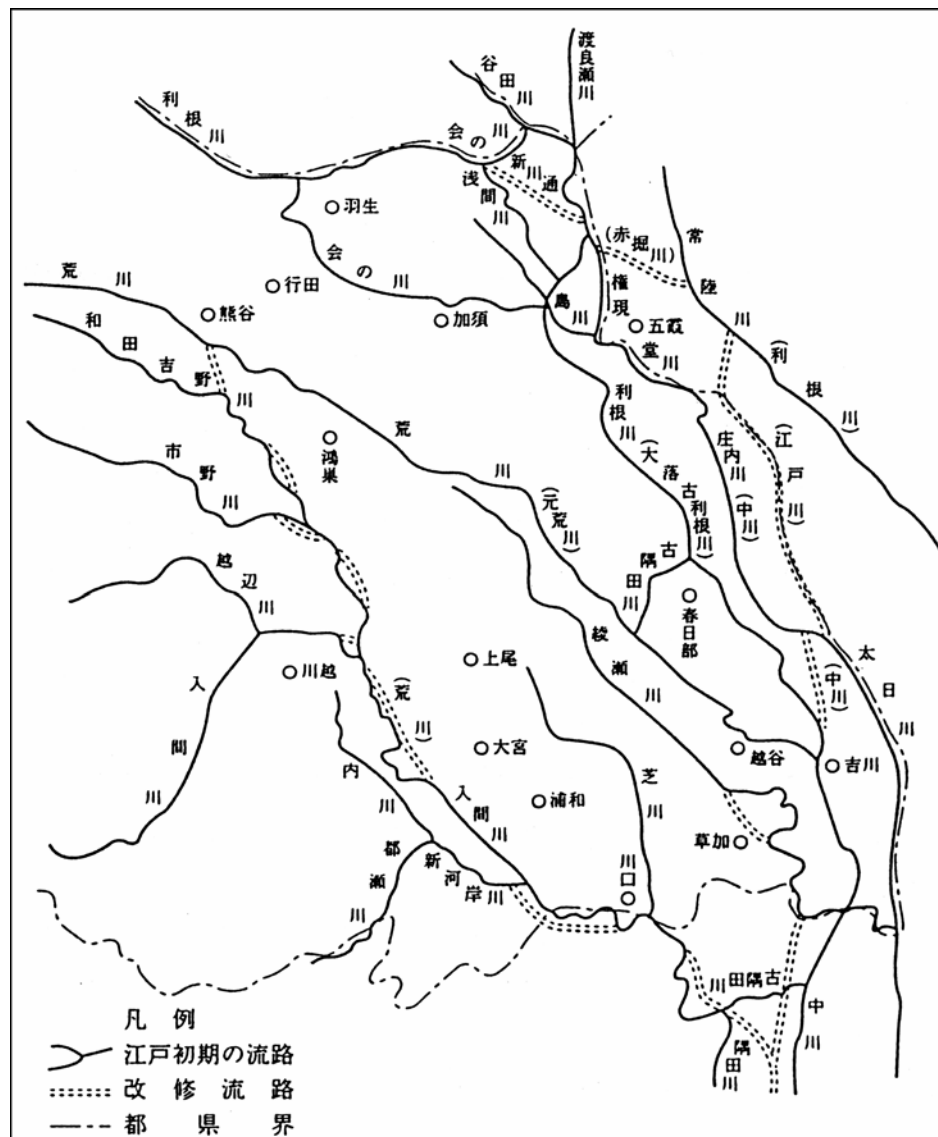 渡良瀬川
谷田川
利根川
会の川
新川通
浅間川
羽生
(赤堀川)
常陸川(利根川)
会の川
権現堂川
荒川
行田
熊谷
加須
島川
五霞
和田吉野川
利根川(大落古利根川)
庄内川(中川)
(江戸川)
市野川
鴻巣
荒川(元荒川)
古隅田川
春日部
越辺川
綾瀬川
上尾
川越
(荒川)
(中川)
太日川
入間川
大宮
越谷
吉川
内川
入間川
浦和
芝川
草加
都瀬川
新河岸川
川口
古隅田川
中川
隅田川
凡例
江戸初期の流路
改修流路
都県界